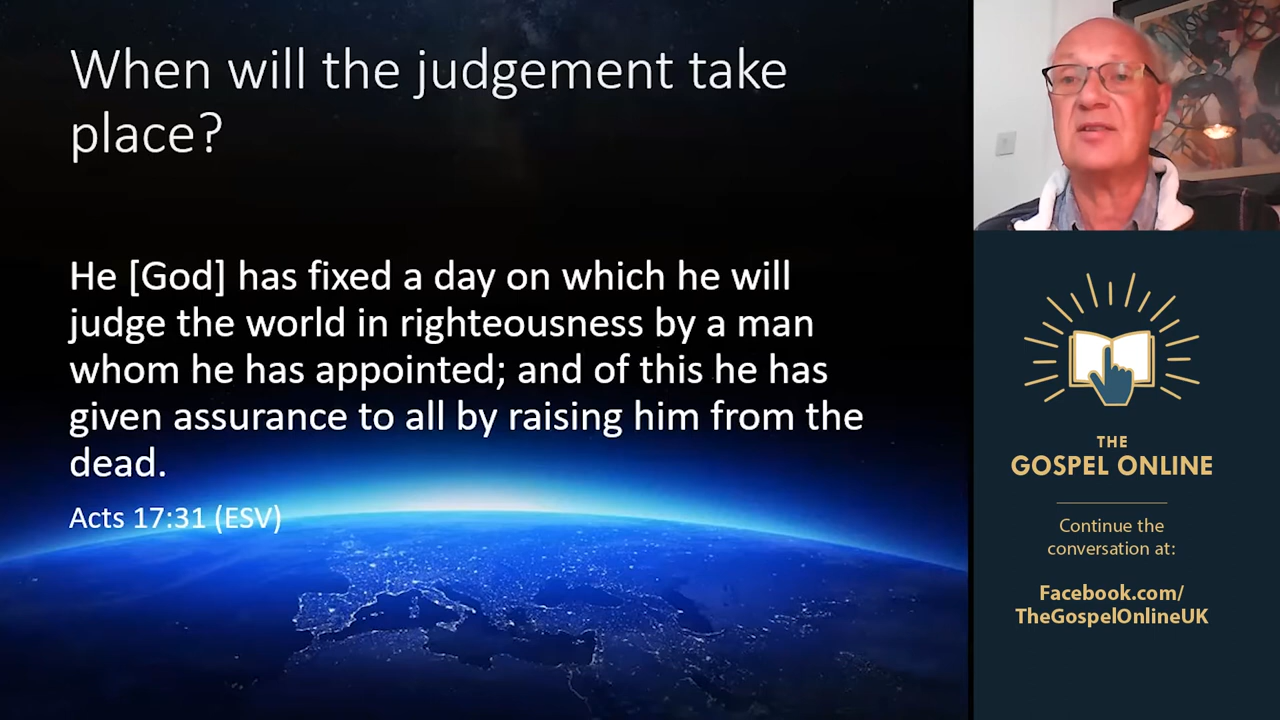 When will the judgement take
place?
He [God] has fixed a day on which he will
judge the world in righteousness by a man
whom he has appointed; and of this he has
given assurance to all by raising him from the
dead.
Acts 17:31 (ESV)
THE
GOSPEL ONLINE
Continue the
conversation at:
Facebook.com/
TheGospelOnlineUK